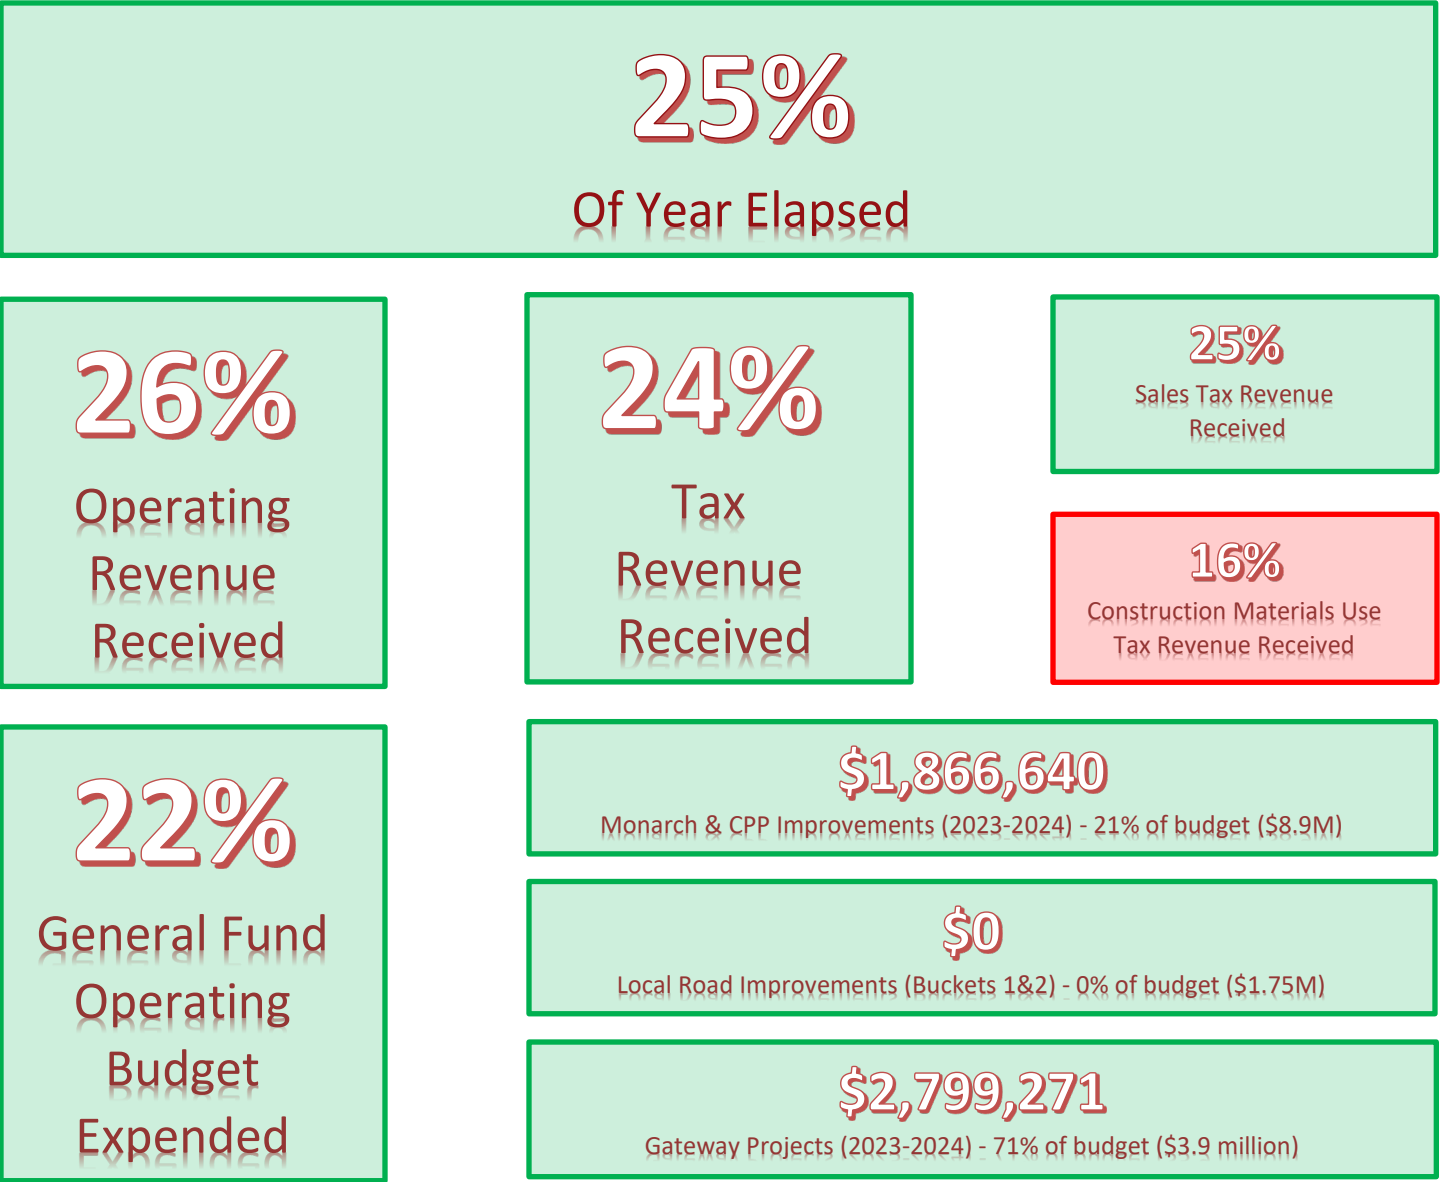 25%
Of Year Elapsed
26%
Operating
Revenue
Received
24%
Tax
Revenue
Received
25%
Sales Tax Revenue
Received
16%
Construction Materials Use
Tax Revenue Received
22%
General Fund
Operating
Budget
Expended
$1,866,640
Monarch & CPP Improvements (2023-2024) - 21% of budget ($8.9M)
$0
Local Road Improvements (Buckets 1&2) - 0% of budget ($1.75M)
$2,799,271
Gateway Projects (2023-2024) - 71% of budget ($3.9 million)